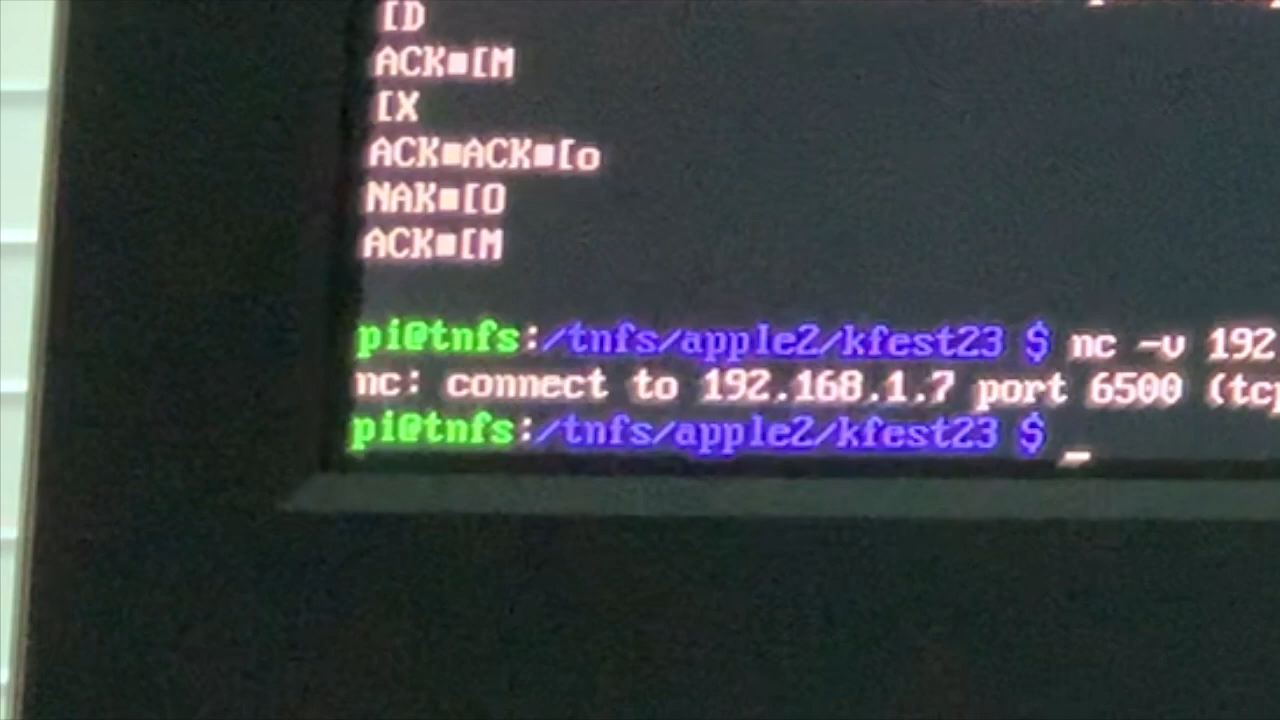 [D
ACK■[M
[X
ACK■ACK■[o
NAK■[O
ACK■[M
pi@tnfs:/tnfs/apple2/kfest23 $ nc -v 192
nc: connect to 192.168.1.7 port 6500 (tcp
pi@tnfs:/tnfs/apple2/kfest23 $ _